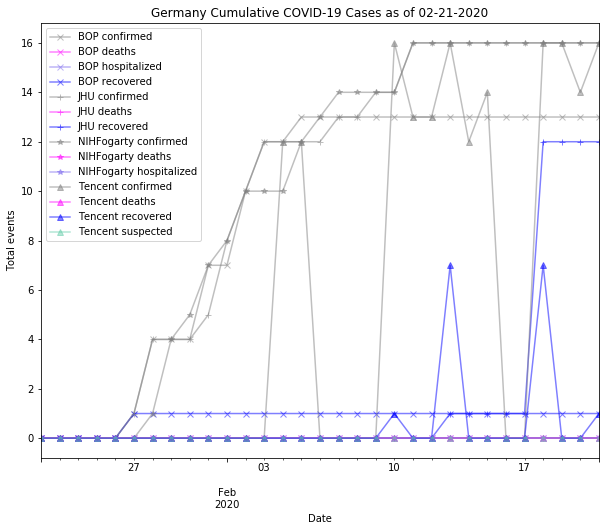 Germany Cumulative COVID-19 Cases as of 02-21-2020
BOP confirmed
BOP deaths
BOP hospitalized
BOP recovered
JHU confirmed
JHU deaths
JHU recovered
NIHFogarty confirmed
NIHFogarty deaths
NIHFogarty hospitalized
Tencent confirmed
Tencent deaths
Tencent recovered
Tencent suspected
Total events
16
14
12
10
8
6
4
2
0
27
03
10
17
Feb
2020
Date